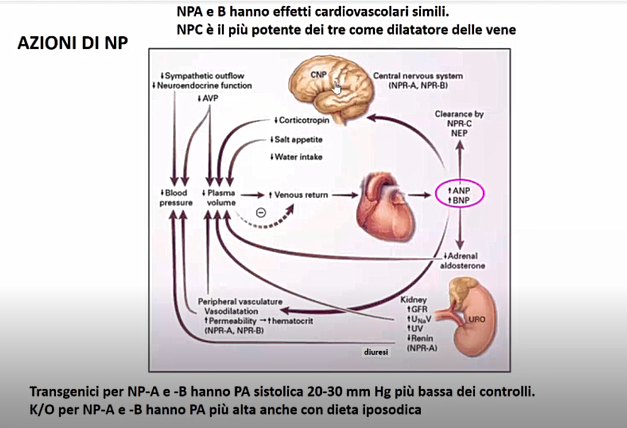 NPA e B hanno effetti cardiovascolari simili.
NPC è il più potente dei tre come dilatatore delle vene
AZIONI DI NP
↓Sympathetic outflow
↓Neuroendocrine function
↓AVP
CNP
Central nervous system
(NPR-A, NPR-B)
↓Corticotropin
↓Salt appetite
↓Water intake
Clearance by
NPR-C
NEP
↓Blood
pressure
↓Plasma
volume
↑Venous return
↑ANP
↑BNP
↓Adrenal
aldosterone
Peripheral vasculature
Vasodilatation
↑Permeability →↑hematocrit
(NPR-A, NPR-B)
Kidney
↑GFR
↑UNaV
↑UV
↓Renin
(NPR-A)
URO
diuresi
Transgenici per NP-A e -B hanno PA sistolica 20-30 mm Hg più bassa dei controlli.
K/O per NP-A e -B hanno PA più alta anche con dieta iposodica